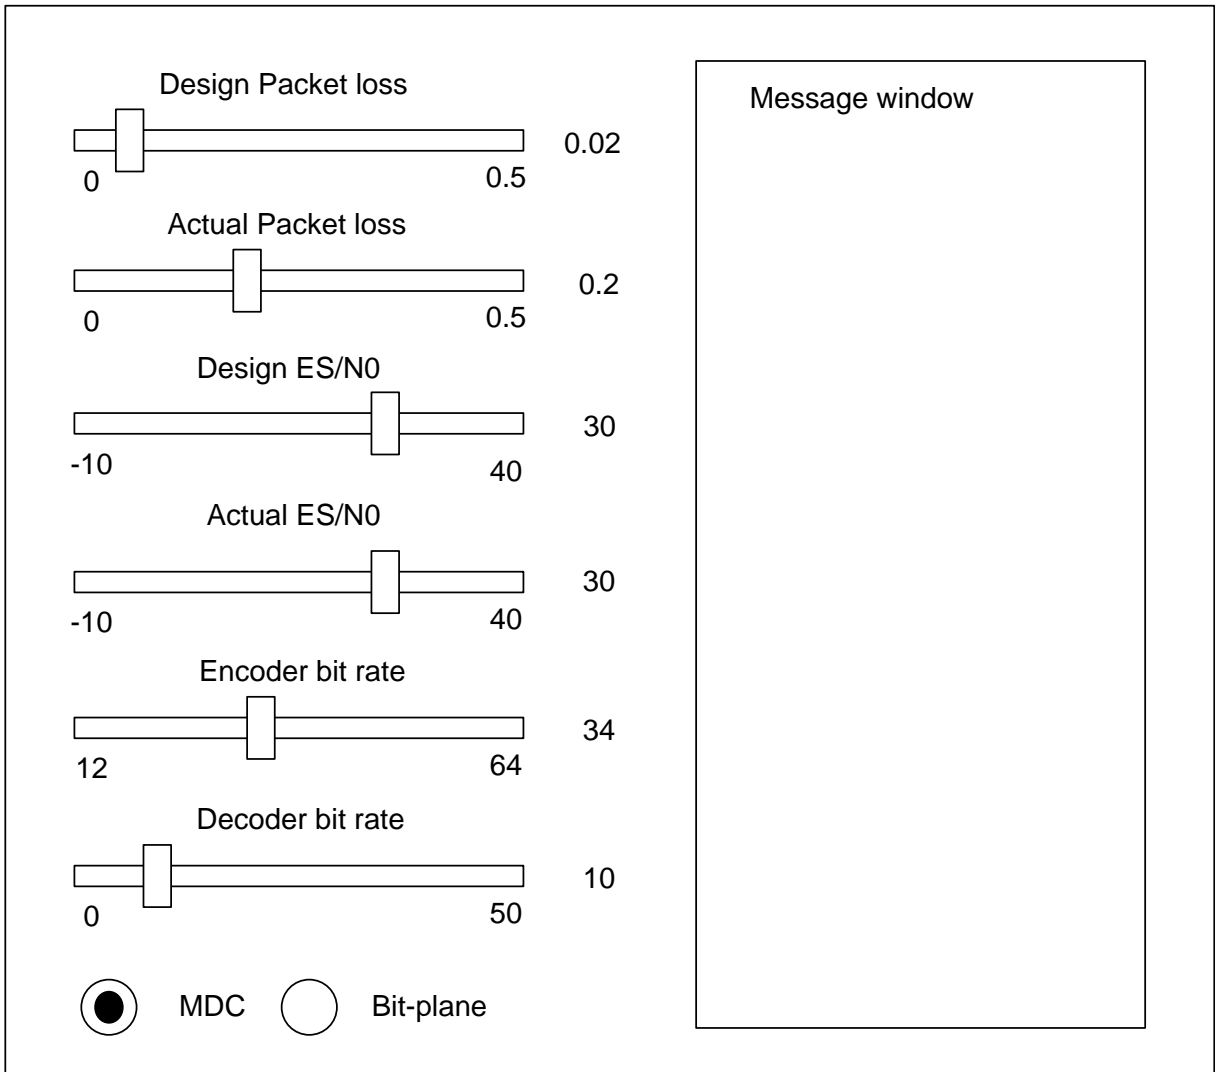 Design Packet loss
0.02
0
0.5
Actual Packet loss
0.2
0
0.5
Design ES/N0
30
-10
40
Actual ES/N0
30
-10
40
Encoder bit rate
34
12
64
Decoder bit rate
10
0
50
MDC
Bit-plane
Message window